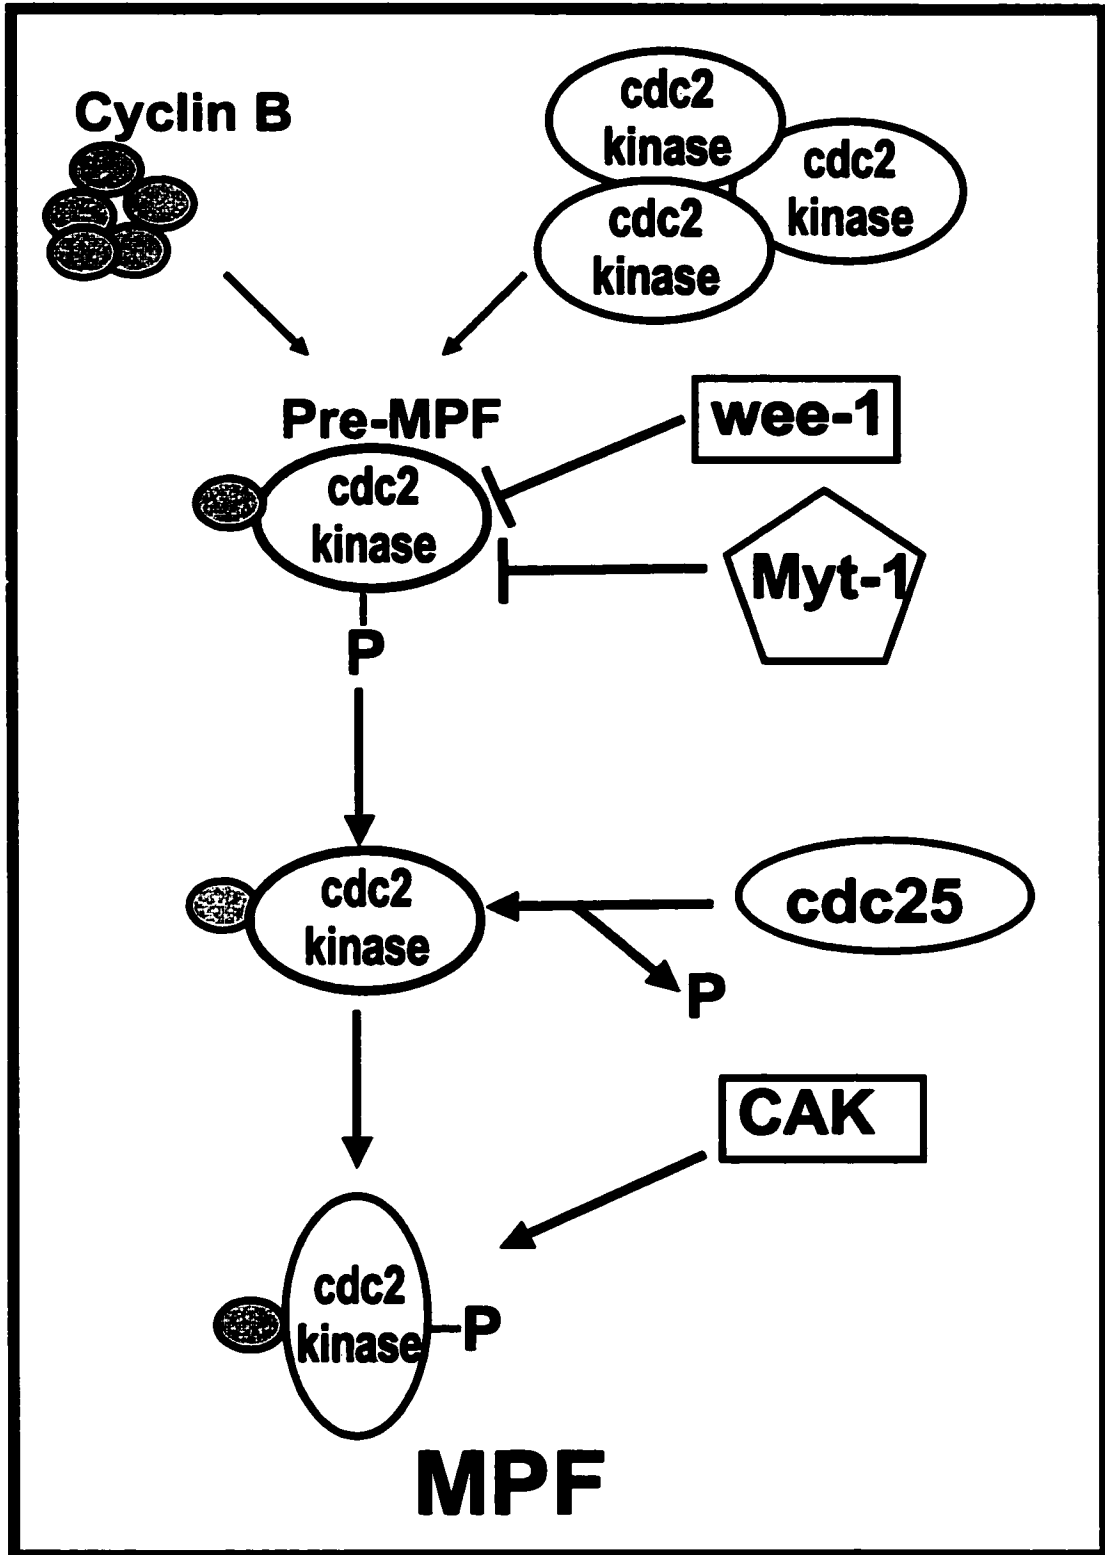 Cyclin B
cdc2
kinase
cdc2
kinase
cdc2
kinase
Pre-MPF
wee-1
cdc2
kinase
Myt-1
P
cdc2
kinase
cdc25
P
CAK
cdc2
kinase
P
MPF